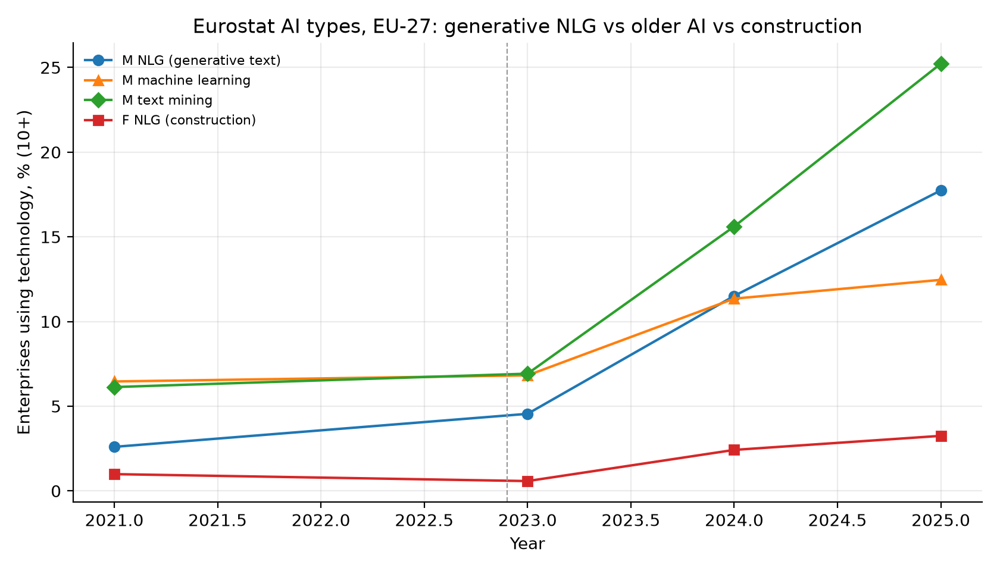 Eurostat AI types, EU-27: generative NLG vs older AI vs construction
M NLG (generative text)
M machine learning
M text mining
F NLG (construction)
Enterprises using technology, % (10+)
25
20
15
10
5
0
2021.0 2021.5 2022.0 2022.5 2023.0 2023.5 2024.0 2024.5 2025.0
Year